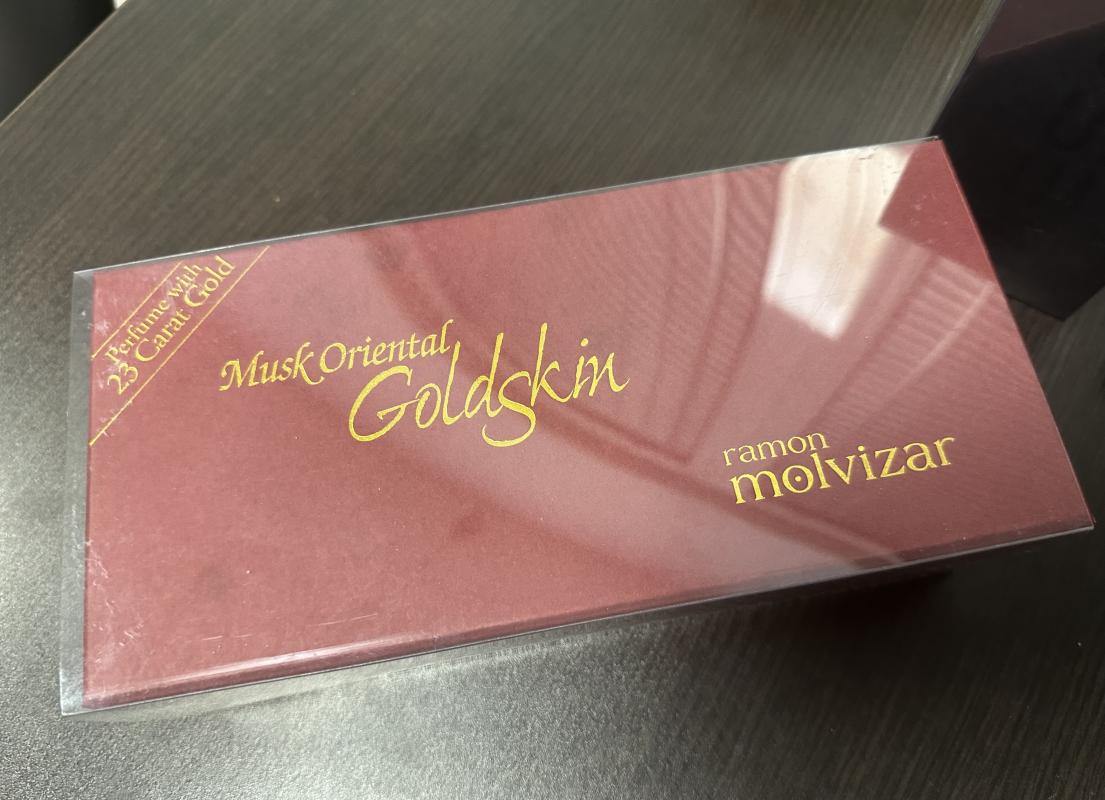 Perfume with
23 Carat Gold
Musk Oriental
Goldskin
ramon
molvizar